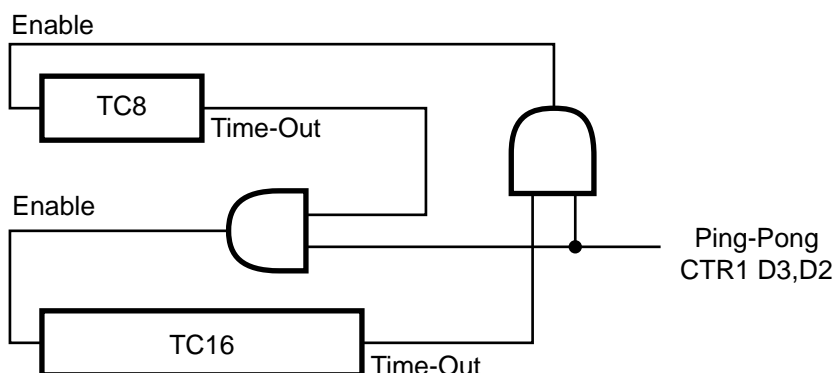 Enable
TC8
Time-Out
Enable
Ping-Pong
CTR1 D3,D2
TC16
Time-Out